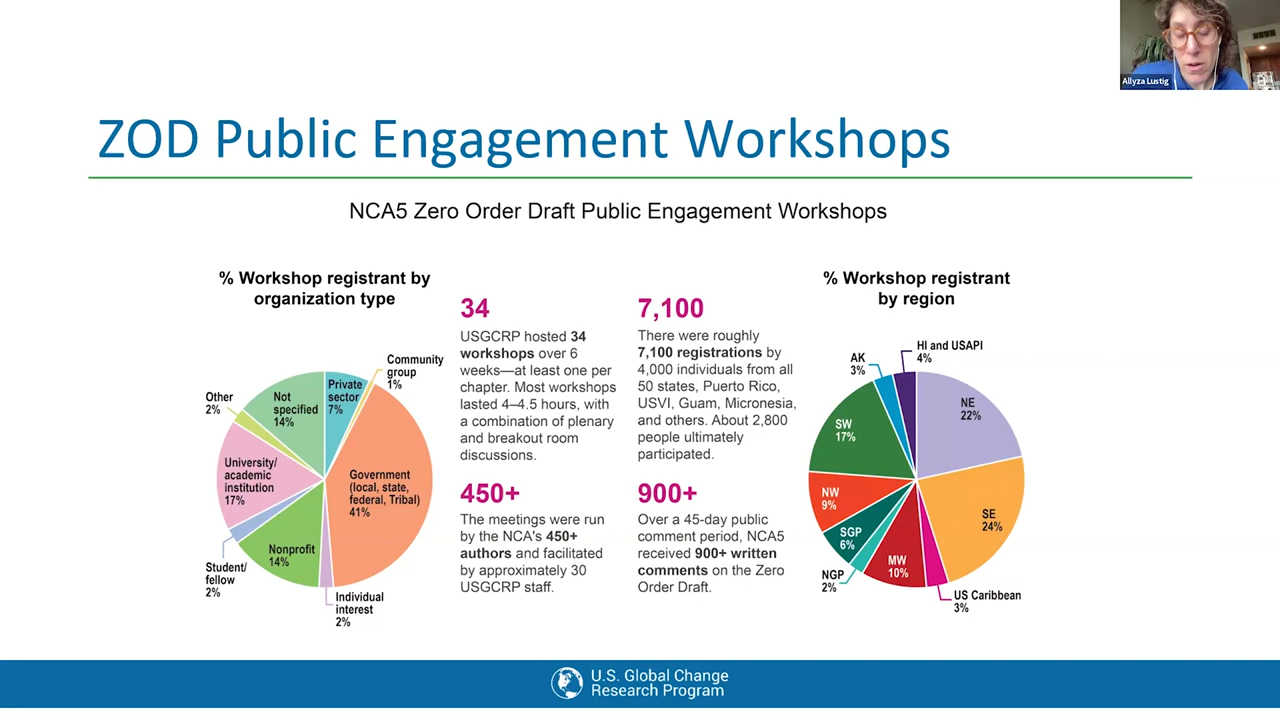 Allyza Lustig
ZOD Public Engagement Workshops
NCA5 Zero Order Draft Public Engagement Workshops
% Workshop registrant by
organization type
Community
group
1%
Private
sector
7%
Not
specified
14%
Other
2%
University/
academic
institution
17%
Government
(local, state,
federal, Tribal)
41%
Nonprofit
14%
Student/
fellow
2%
Individual
interest
2%
34
USGCRP hosted 34
workshops over 6
weeks—at least one per
chapter. Most workshops
lasted 4–4.5 hours, with
a combination of plenary
and breakout room
discussions.
7,100
There were roughly
7,100 registrations by
4,000 individuals from all
50 states, Puerto Rico,
USVI, Guam, Micronesia,
and others. About 2,800
people ultimately
participated.
450+
The meetings were run
by the NCA's 450+
authors and facilitated
by approximately 30
USGCRP staff.
900+
Over a 45-day public
comment period, NCA5
received 900+ written
comments on the Zero
Order Draft.
% Workshop registrant
by region
HI and USAPI
4%
AK
3%
NE
22%
SW
17%
NW
9%
SE
24%
SGP
6%
MW
10%
NGP
2%
US Caribbean
3%
U.S. Global Change
Research Program